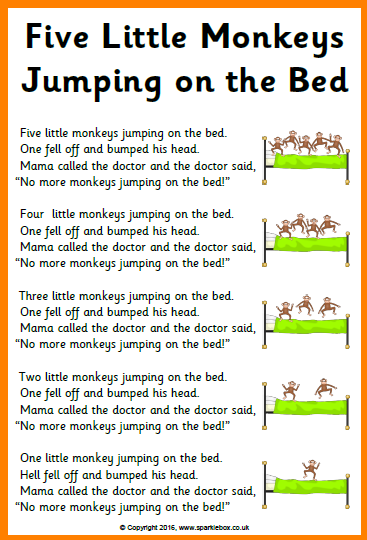 Five Little Monkeys
Jumping on the Bed
Five little monkeys jumping on the bed.
One fell off and bumped his head.
Mama called the doctor and the doctor said,
“No more monkeys jumping on the bed!”
Four little monkeys jumping on the bed.
One fell off and bumped his head.
Mama called the doctor and the doctor said,
“No more monkeys jumping on the bed!”
Three little monkeys jumping on the bed.
One fell off and bumped his head.
Mama called the doctor and the doctor said,
“No more monkeys jumping on the bed!”
Two little monkeys jumping on the bed.
One fell off and bumped his head.
Mama called the doctor and the doctor said,
“No more monkeys jumping on the bed!”
One little monkey jumping on the bed.
Hell fell off and bumped his head.
Mama called the doctor and the doctor said,
“No more monkeys jumping on the bed!”
© Copyright 2016, www.sparklebox.co.uk